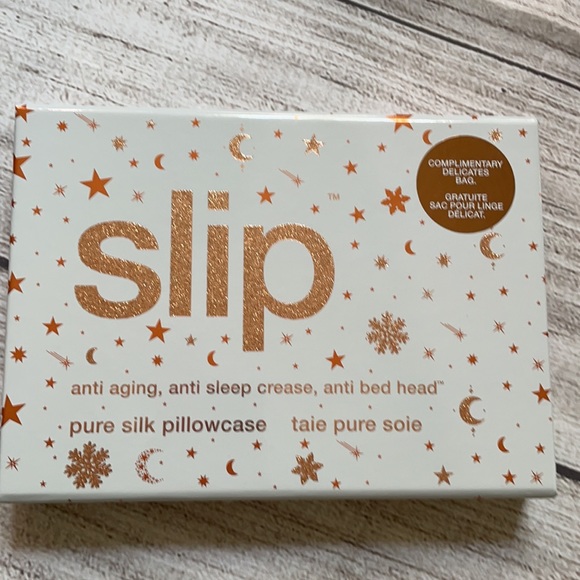 slip™
COMPLIMENTARY
DELICATES
BAG.
GRATUITE
SAC POUR LINGE
DÉLICAT.
anti aging, anti sleep crease, anti bed head™
pure silk pillowcase taie pure soie